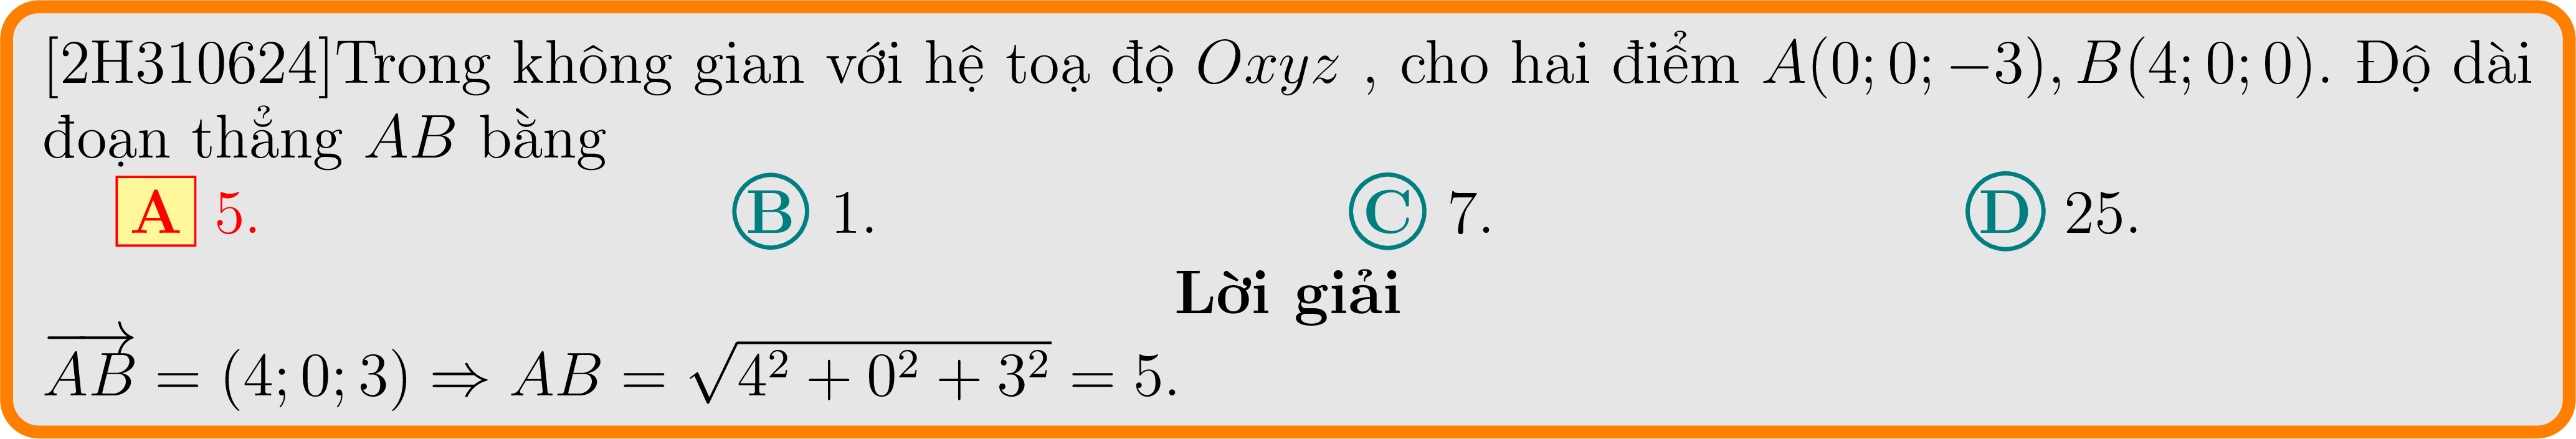 [2H310624]Trong không gian với hệ toạ độ Oxyz , cho hai điểm A(0; 0; −3), B(4; 0; 0). Độ dài
đoạn thẳng AB bằng
A 5. B 1. C 7. D 25.
Lời giải
$\overrightarrow{AB} = (4; 0; 3) \Rightarrow AB = \sqrt{4^2 + 0^2 + 3^2} = 5.$